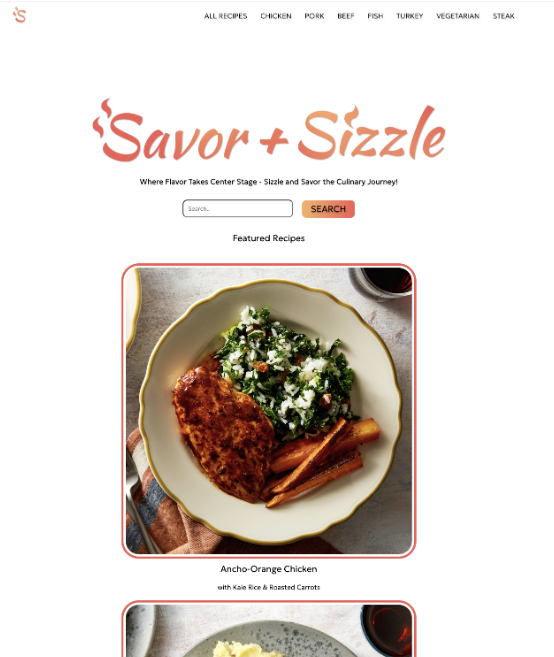 S
ALL RECIPES CHICKEN PORK BEEF FISH TURKEY VEGETARIAN STEAK
Savor + Sizzle
Where Flavor Takes Center Stage - Sizzle and Savor the Culinary Journey!
Search... SEARCH
Featured Recipes
Ancho-Orange Chicken
with Kale Rice & Roasted Carrots